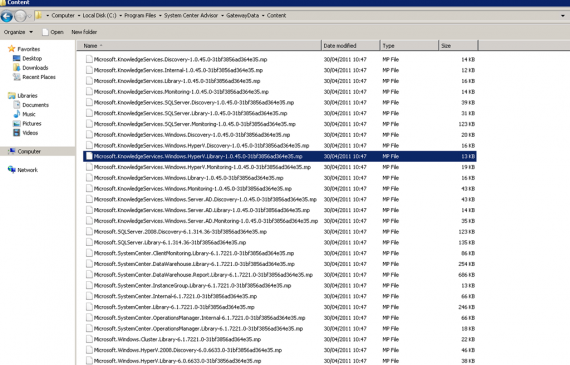 Content
Computer Local Disk (C:) Program Files System Center Advisor GatewayData Content
Organize Open New folder
Name Date modified Type Size
Favorites
Desktop
Downloads
Recent Places
Libraries
Documents
Music
Pictures
Videos
Computer
Network
Microsoft.KnowledgeServices.Discovery-1.0.45.0-31bf3856ad364e35.mp 30/04/2011 10:47 MP File 14 KB
Microsoft.KnowledgeServices.Internal-1.0.45.0-31bf3856ad364e35.mp 30/04/2011 10:47 MP File 12 KB
Microsoft.KnowledgeServices.Library-1.0.45.0-31bf3856ad364e35.mp 30/04/2011 10:47 MP File 16 KB
Microsoft.KnowledgeServices.Monitoring-1.0.45.0-31bf3856ad364e35.mp 30/04/2011 10:47 MP File 14 KB
Microsoft.KnowledgeServices.SQLServer.Discovery-1.0.45.0-31bf3856ad364e35.mp 30/04/2011 10:47 MP File 39 KB
Microsoft.KnowledgeServices.SQLServer.Library-1.0.45.0-31bf3856ad364e35.mp 30/04/2011 10:47 MP File 31 KB
Microsoft.KnowledgeServices.SQLServer.Monitoring-1.0.45.0-31bf3856ad364e35.mp 30/04/2011 10:47 MP File 123 KB
Microsoft.KnowledgeServices.Windows.Discovery-1.0.45.0-31bf3856ad364e35.mp 30/04/2011 10:47 MP File 20 KB
Microsoft.KnowledgeServices.Windows.HyperV.Discovery-1.0.45.0-31bf3856ad364e35.mp 30/04/2011 10:47 MP File 16 KB
Microsoft.KnowledgeServices.Windows.HyperV.Library-1.0.45.0-31bf3856ad364e35.mp 30/04/2011 10:47 MP File 13 KB
Microsoft.KnowledgeServices.Windows.HyperV.Monitoring-1.0.45.0-31bf3856ad364e35.mp 30/04/2011 10:47 MP File 19 KB
Microsoft.KnowledgeServices.Windows.Library-1.0.45.0-31bf3856ad364e35.mp 30/04/2011 10:47 MP File 16 KB
Microsoft.KnowledgeServices.Windows.Monitoring-1.0.45.0-31bf3856ad364e35.mp 30/04/2011 10:47 MP File 43 KB
Microsoft.KnowledgeServices.Windows.Server.AD.Discovery-1.0.45.0-31bf3856ad364e35.mp 30/04/2011 10:47 MP File 43 KB
Microsoft.KnowledgeServices.Windows.Server.AD.Library-1.0.45.0-31bf3856ad364e35.mp 30/04/2011 10:47 MP File 14 KB
Microsoft.KnowledgeServices.Windows.Server.AD.Monitoring-1.0.45.0-31bf3856ad364e35.mp 30/04/2011 10:47 MP File 35 KB
Microsoft.SQLServer.2008.Discovery-6.1.314.36-31bf3856ad364e35.mp 30/04/2011 10:47 MP File 123 KB
Microsoft.SQLServer.Library-6.1.314.36-31bf3856ad364e35.mp 30/04/2011 10:47 MP File 135 KB
Microsoft.SystemCenter.ClientMonitoring.Library-6.1.7221.0-31bf3856ad364e35.mp 30/04/2011 10:47 MP File 86 KB
Microsoft.SystemCenter.DataWarehouse.Library-6.1.7221.0-31bf3856ad364e35.mp 30/04/2011 10:47 MP File 254 KB
Microsoft.SystemCenter.DataWarehouse.Report.Library-6.1.7221.0-31bf3856ad364e35.mp 30/04/2011 10:47 MP File 686 KB
Microsoft.SystemCenter.InstanceGroup.Library-6.1.7221.0-31bf3856ad364e35.mp 30/04/2011 10:47 MP File 13 KB
Microsoft.SystemCenter.Internal-6.1.7221.0-31bf3856ad364e35.mp 30/04/2011 10:47 MP File 66 KB
Microsoft.SystemCenter.Library-6.1.7221.0-31bf3856ad364e35.mp 30/04/2011 10:47 MP File 246 KB
Microsoft.SystemCenter.OperationsManager.Internal-6.1.7221.0-31bf3856ad364e35.mp 30/04/2011 10:47 MP File 66 KB
Microsoft.SystemCenter.OperationsManager.Library-6.1.7221.0-31bf3856ad364e35.mp 30/04/2011 10:47 MP File 18 KB
Microsoft.Windows.Cluster.Library-6.1.7221.0-31bf3856ad364e35.mp 30/04/2011 10:47 MP File 22 KB
Microsoft.Windows.HyperV.2008.Discovery-6.0.6633.0-31bf3856ad364e35.mp 30/04/2011 10:47 MP File 46 KB
Microsoft.Windows.HyperV.Library-6.0.6633.0-31bf3856ad364e35.mp 30/04/2011 10:47 MP File 38 KB